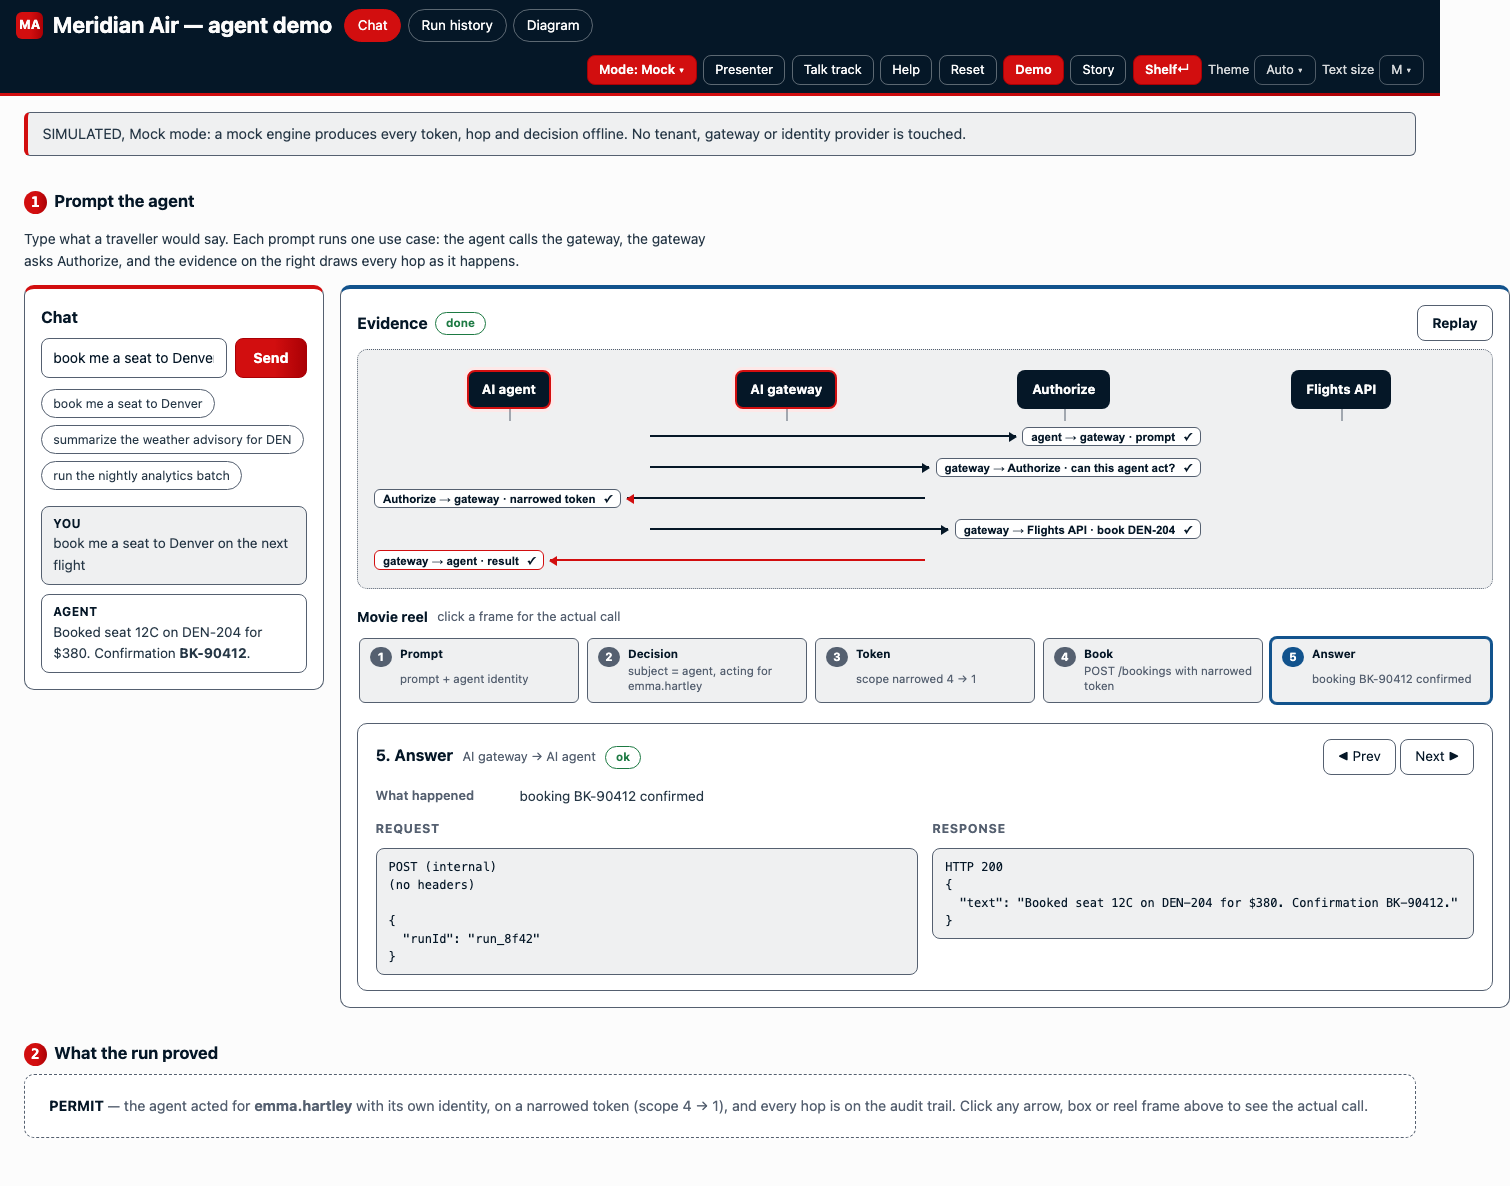 MA Meridian Air — agent demo Chat Run history Diagram
Mode: Mock ▾ Presenter Talk track Help Reset Demo Story Shelf↵ Theme Auto ▾ Text size M ▾
SIMULATED, Mock mode: a mock engine produces every token, hop and decision offline. No tenant, gateway or identity provider is touched.
1 Prompt the agent
Type what a traveller would say. Each prompt runs one use case: the agent calls the gateway, the gateway
asks Authorize, and the evidence on the right draws every hop as it happens.
Chat
book me a seat to Denve Send
book me a seat to Denver
summarize the weather advisory for DEN
run the nightly analytics batch
YOU
book me a seat to Denver on the next
flight
AGENT
Booked seat 12C on DEN-204 for
$380. Confirmation BK-90412.
Evidence done Replay
AI agent AI gateway Authorize Flights API
agent → gateway · prompt ✓
gateway → Authorize · can this agent act? ✓
Authorize → gateway · narrowed token ✓
gateway → Flights API · book DEN-204 ✓
gateway → agent · result ✓
Movie reel click a frame for the actual call
1 Prompt
prompt + agent identity
2 Decision
subject = agent, acting for
emma.hartley
3 Token
scope narrowed 4 → 1
4 Book
POST /bookings with narrowed
token
5 Answer
booking BK-90412 confirmed
5. Answer AI gateway → AI agent ok ◀ Prev Next ▶
What happened booking BK-90412 confirmed
REQUEST
POST (internal)
(no headers)
{
"runId": "run_8f42"
}
RESPONSE
HTTP 200
{
"text": "Booked seat 12C on DEN-204 for $380. Confirmation BK-90412."
}
2 What the run proved
PERMIT — the agent acted for emma.hartley with its own identity, on a narrowed token (scope 4 → 1), and every hop is on the audit trail. Click any arrow, box or reel frame above to see the actual call.